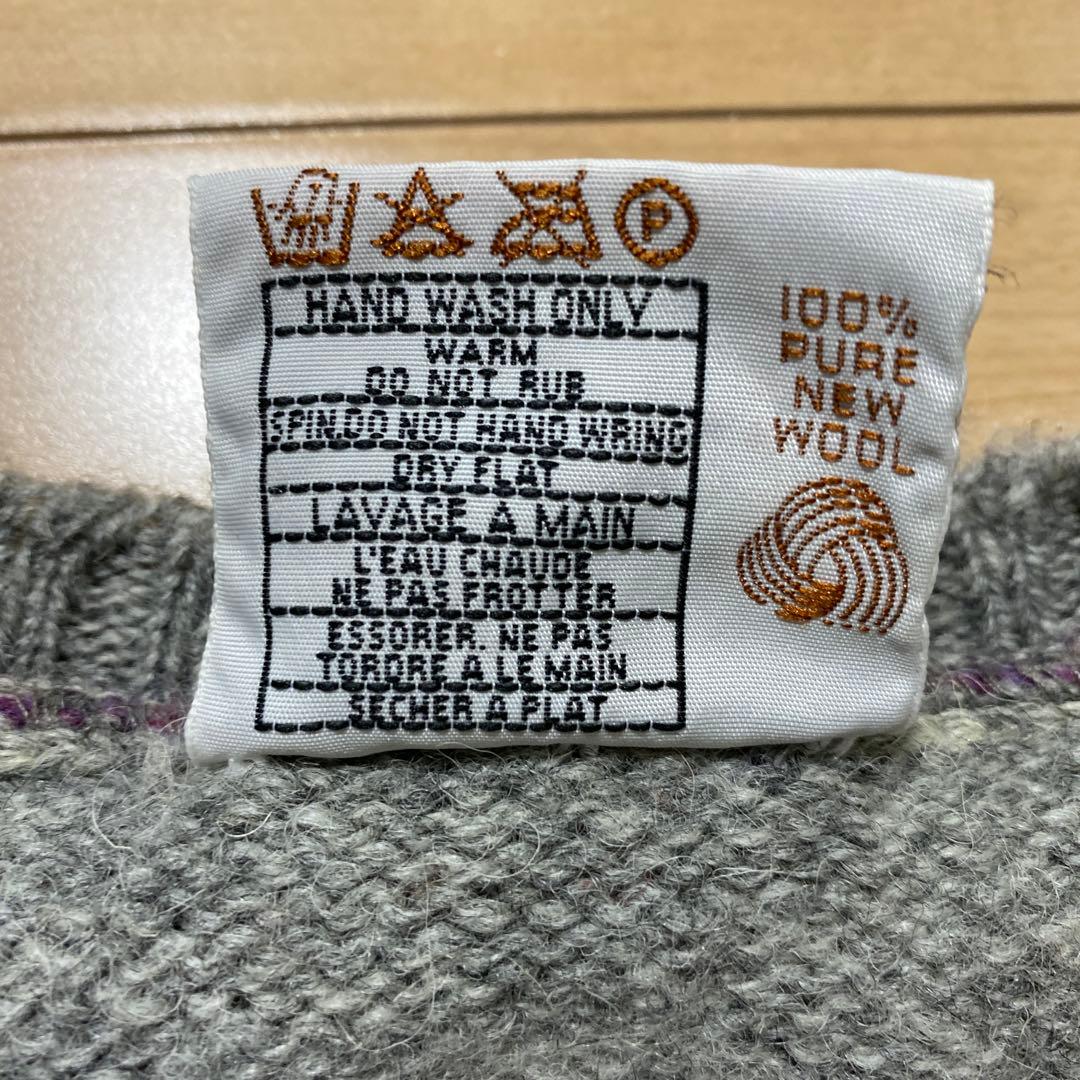 P
HAND WASH ONLY
WARM
DO NOT RUB
SPIN.DO NOT HAND WRING
DRY FLAT
LAVAGE A MAIN
L'EAU CHAUDE
NE PAS FROTTER
ESSORER. NE PAS
TORDRE A LE MAIN
SECHER A PLAT
100%
PURE
NEW
WOOL